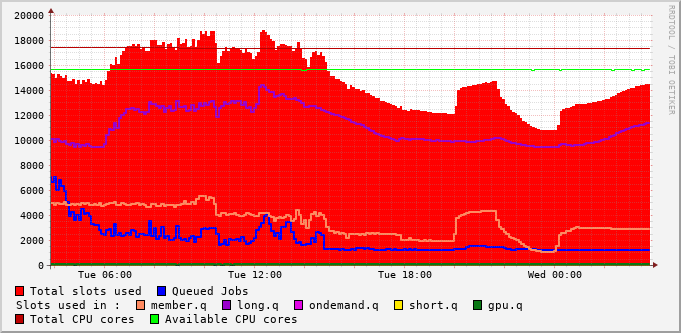 20000
18000
16000
14000
12000
10000
8000
6000
4000
2000
0
Tue 06:00 Tue 12:00 Tue 18:00 Wed 00:00
RRDTOOL / TOBI OETIKER
Total slots used Queued Jobs
Slots used in : member.q long.q ondemand.q short.q gpu.q
Total CPU cores Available CPU cores